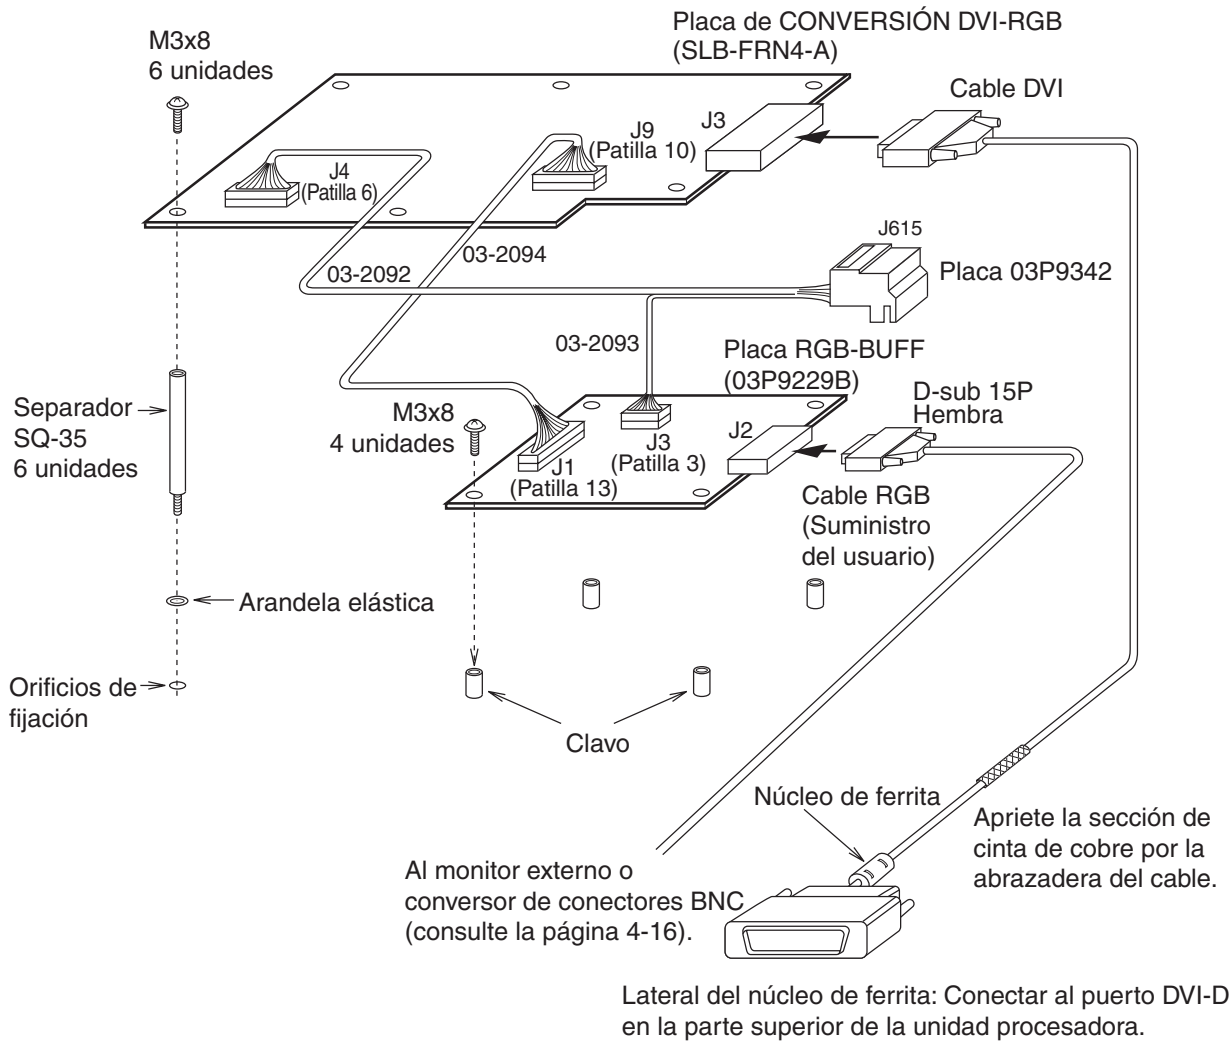 Placa de CONVERSIÓN DVI-RGB
(SLB-FRN4-A)
M3x8
6 unidades
Cable DVI
J3
J9
(Patilla 10)
J4
(Patilla 6)
J615
03-2094
03-2092
Placa 03P9342
03-2093
Placa RGB-BUFF
(03P9229B)
D-sub 15P
Hembra
Separador
SQ-35
6 unidades
M3x8
4 unidades
J2
J3
(Patilla 3)
J1
(Patilla 13)
Cable RGB
(Suministro
del usuario)
Arandela elástica
Orificios de
fijación
Clavo
Núcleo de ferrita
Apriete la sección de
cinta de cobre por la
abrazadera del cable.
Al monitor externo o
conversor de conectores BNC
(consulte la página 4-16).
Lateral del núcleo de ferrita: Conectar al puerto DVI-D
en la parte superior de la unidad procesadora.